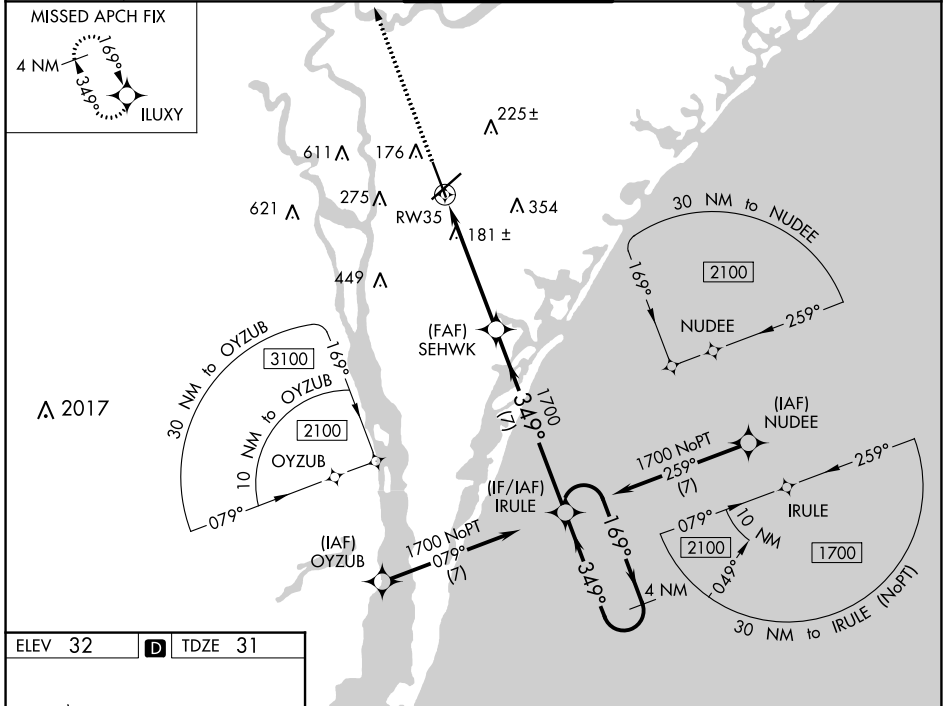 MISSED APCH FIX
4 NM
169°
349°
ILUXY
225±
611
176
275
621
RW35
354
181 ±
449
30 NM to NUDEE
2100
169°
259°
NUDEE
(FAF)
SEHWK
30 NM to OYZUB
3100
169°
10 NM to OYZUB
2100
OYZUB
079°
2017
1700
(7)
349°
(IAF)
NUDEE
1700 NoPT
259°
(7)
(IF/IAF)
IRULE
(IAF)
OYZUB
1700 NoPT
079°
(7)
169°
349°
4 NM
259°
IRULE
079°
10 NM
2100
049°
1700
30 NM to IRULE (NoPT)
ELEV 32 D TDZE 31